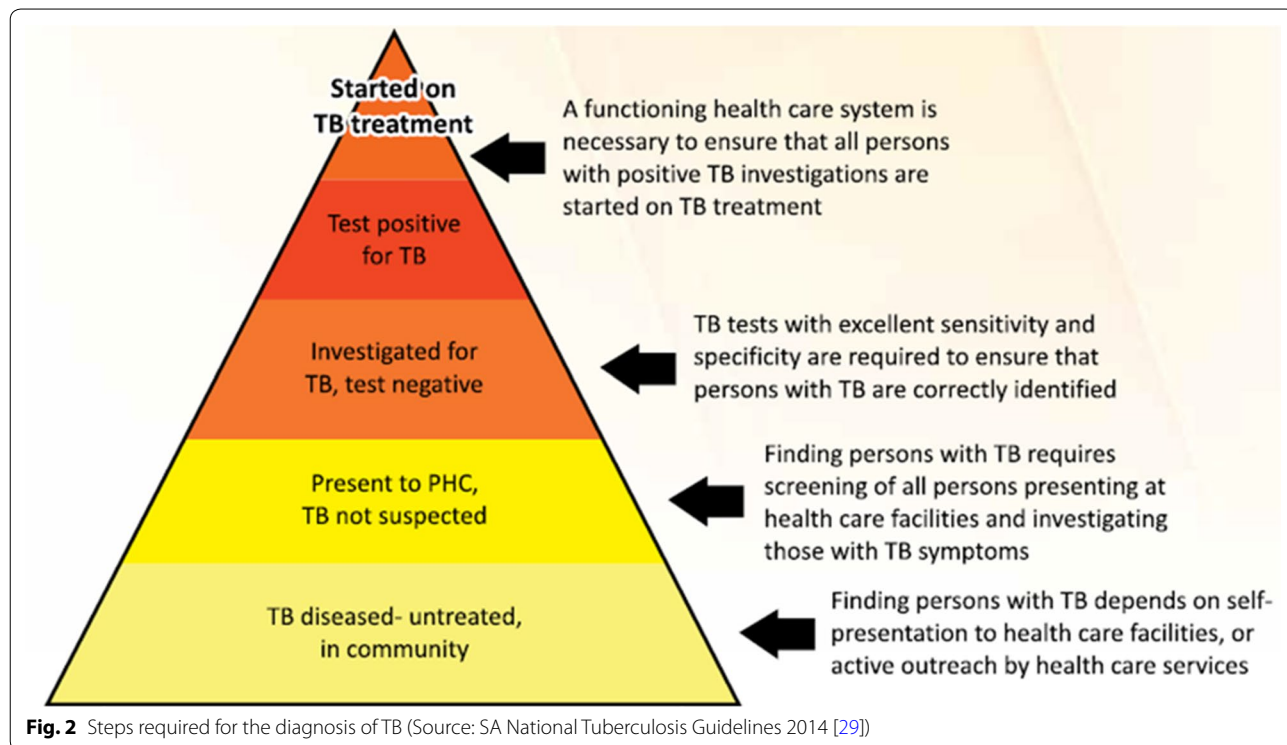 Started on
TB treatment
A functioning health care system is
necessary to ensure that all persons
with positive TB investigations are
started on TB treatment
Test positive
for TB
Investigated for
TB, test negative
TB tests with excellent sensitivity and
specificity are required to ensure that
persons with TB are correctly identified
Present to PHC,
TB not suspected
Finding persons with TB requires
screening of all persons presenting at
health care facilities and investigating
those with TB symptoms
TB diseased- untreated,
in community
Finding persons with TB depends on self-
presentation to health care facilities, or
active outreach by health care services
Fig. 2 Steps required for the diagnosis of TB (Source: SA National Tuberculosis Guidelines 2014 [29])